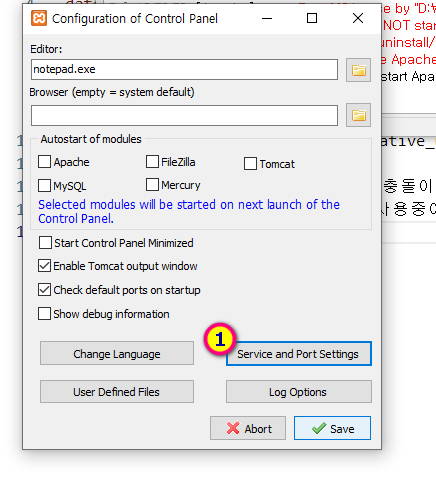 Configuration of Control Panel
Editor:
notepad.exe
Browser (empty = system default)
Autostart of modules
Apache
FileZilla
Tomcat
MySQL
Mercury
Selected modules will be started on next launch of the
Control Panel.
Start Control Panel Minimized
Enable Tomcat output window
Check default ports on startup
Show debug information
1
Change Language
Service and Port Settings
User Defined Files
Log Options
Abort
Save
e by "D:\
NOT star
uninstall/
e Apache
start Apa
ative_
충돌이
사용중이